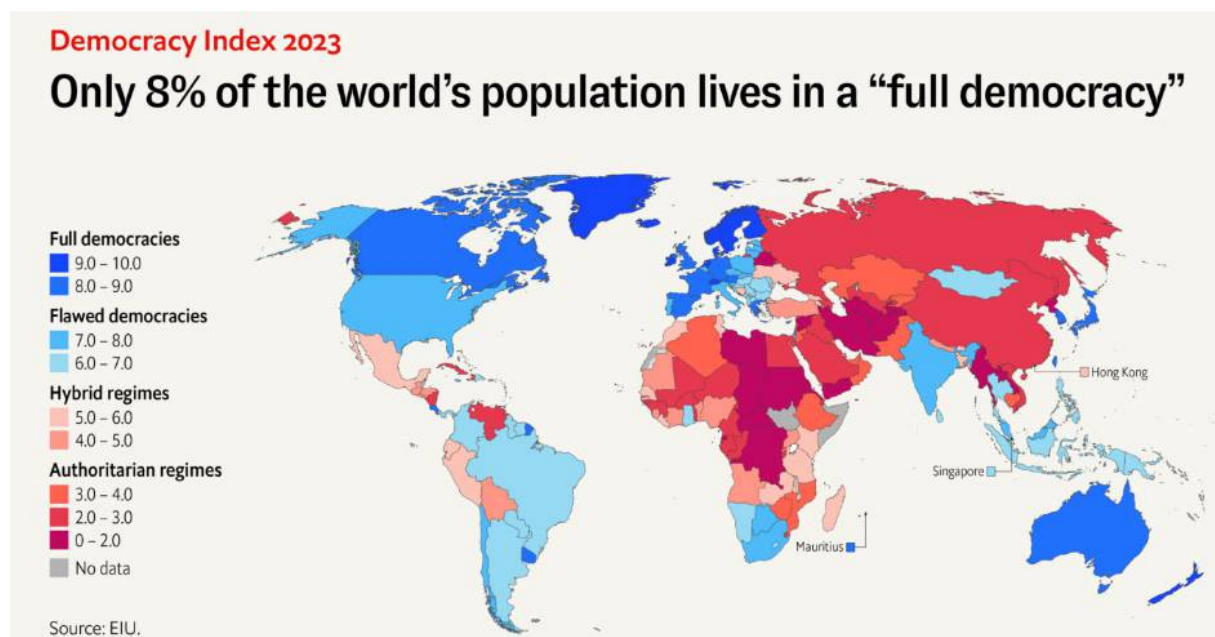 Democracy Index 2023
Only 8% of the world's population lives in a “full democracy”
Full democracies
9.0 – 10.0
8.0 – 9.0
Flawed democracies
7.0 – 8.0
6.0 – 7.0
Hybrid regimes
5.0 – 6.0
4.0 – 5.0
Authoritarian regimes
3.0 – 4.0
2.0 – 3.0
0 – 2.0
No data
Hong Kong
Singapore
Mauritius
Source: EIU.